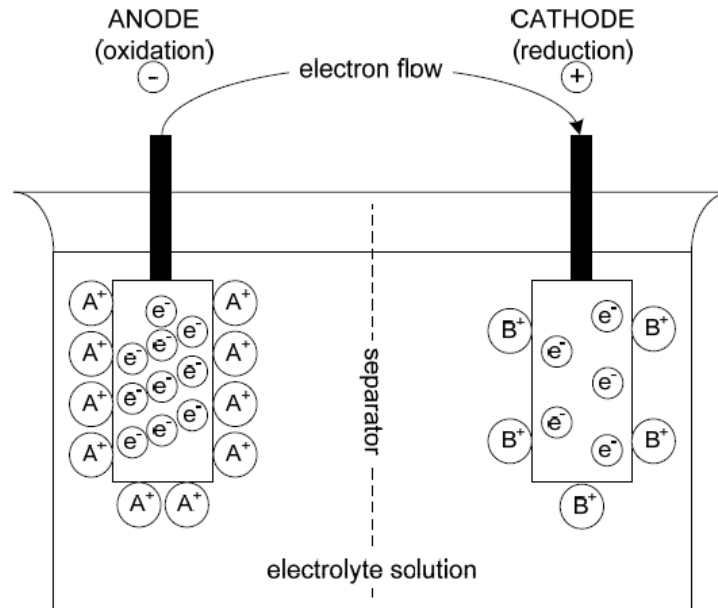 ANODE
(oxidation)
-
CATHODE
(reduction)
+
electron flow
A⁺
A⁺
A⁺
A⁺
A⁺
A⁺
A⁺
A⁺
A⁺
A⁺
e⁻
e⁻
e⁻
e⁻
e⁻
e⁻
e⁻
e⁻
e⁻
e⁻
separator
B⁺
B⁺
B⁺
B⁺
B⁺
e⁻
e⁻
e⁻
e⁻
e⁻
electrolyte solution